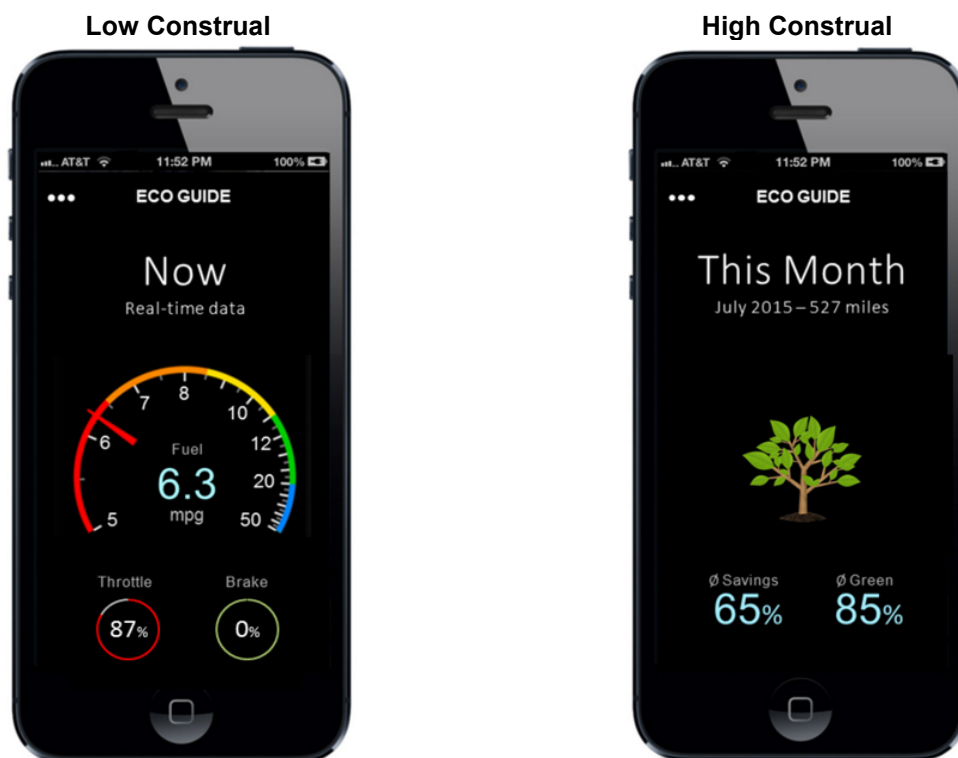 Low Construal
AT&T 11:52 PM 100%
ECO GUIDE
Now
Real-time data
5
6
7
8
10
12
20
50
Fuel
6.3
mpg
Throttle
87%
Brake
0%
High Construal
AT&T 11:52 PM 100%
ECO GUIDE
This Month
July 2015 – 527 miles
Ø Savings
65%
Ø Green
85%